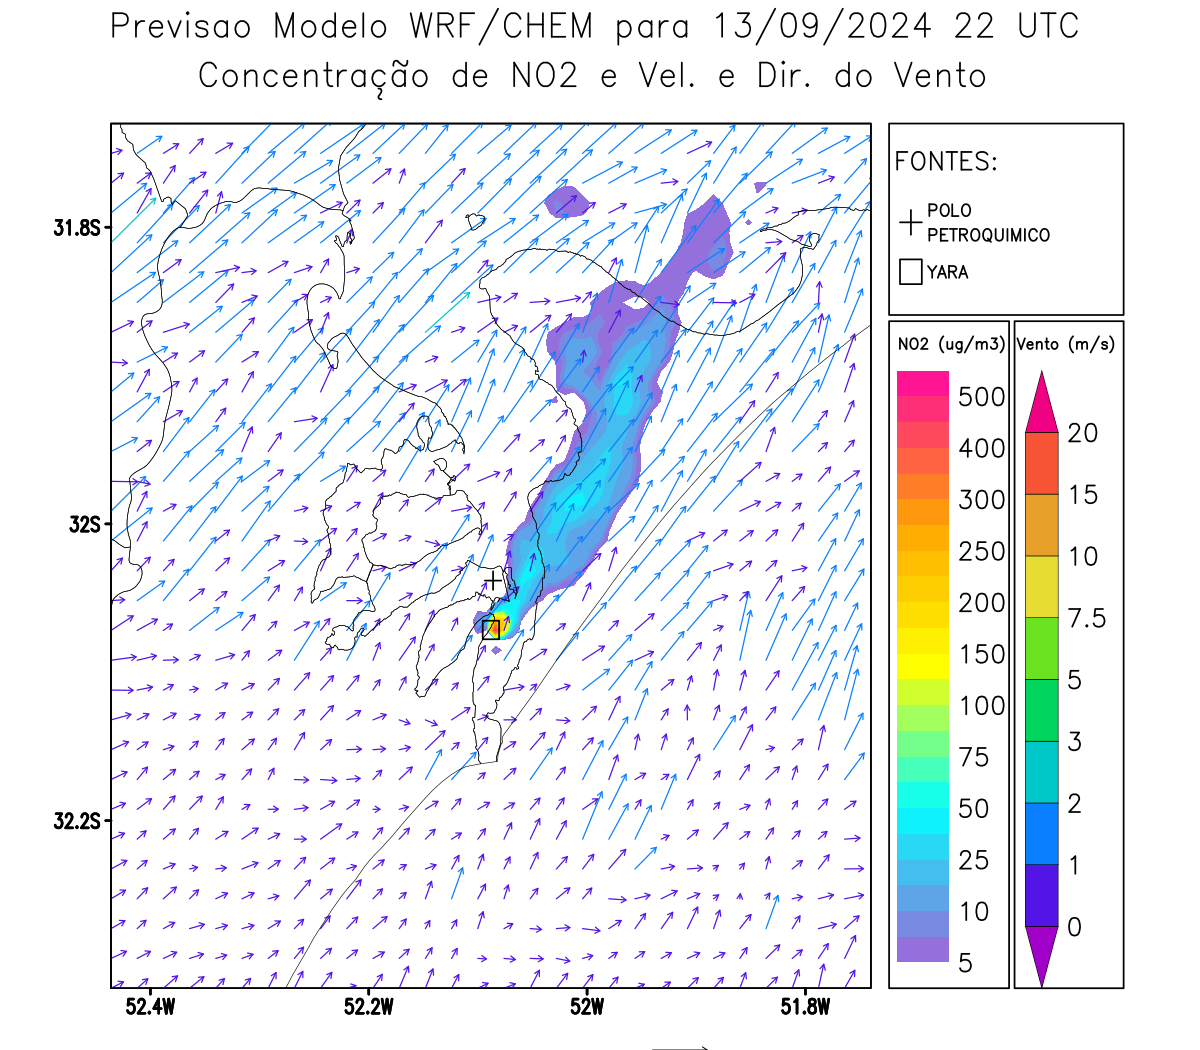 Previsao Modelo WRF/CHEM para 13/09/2024 22 UTC
Concentração de NO2 e Vel. e Dir. do Vento
FONTES:
POLO
PETROQUIMICO
YARA
NO2 (ug/m3)
500
400
300
250
200
150
100
75
50
25
10
5
Vento (m/s)
20
15
10
7.5
5
3
2
1
0
31.8S
32S
32.2S
52.4W
52.2W
52W
51.8W